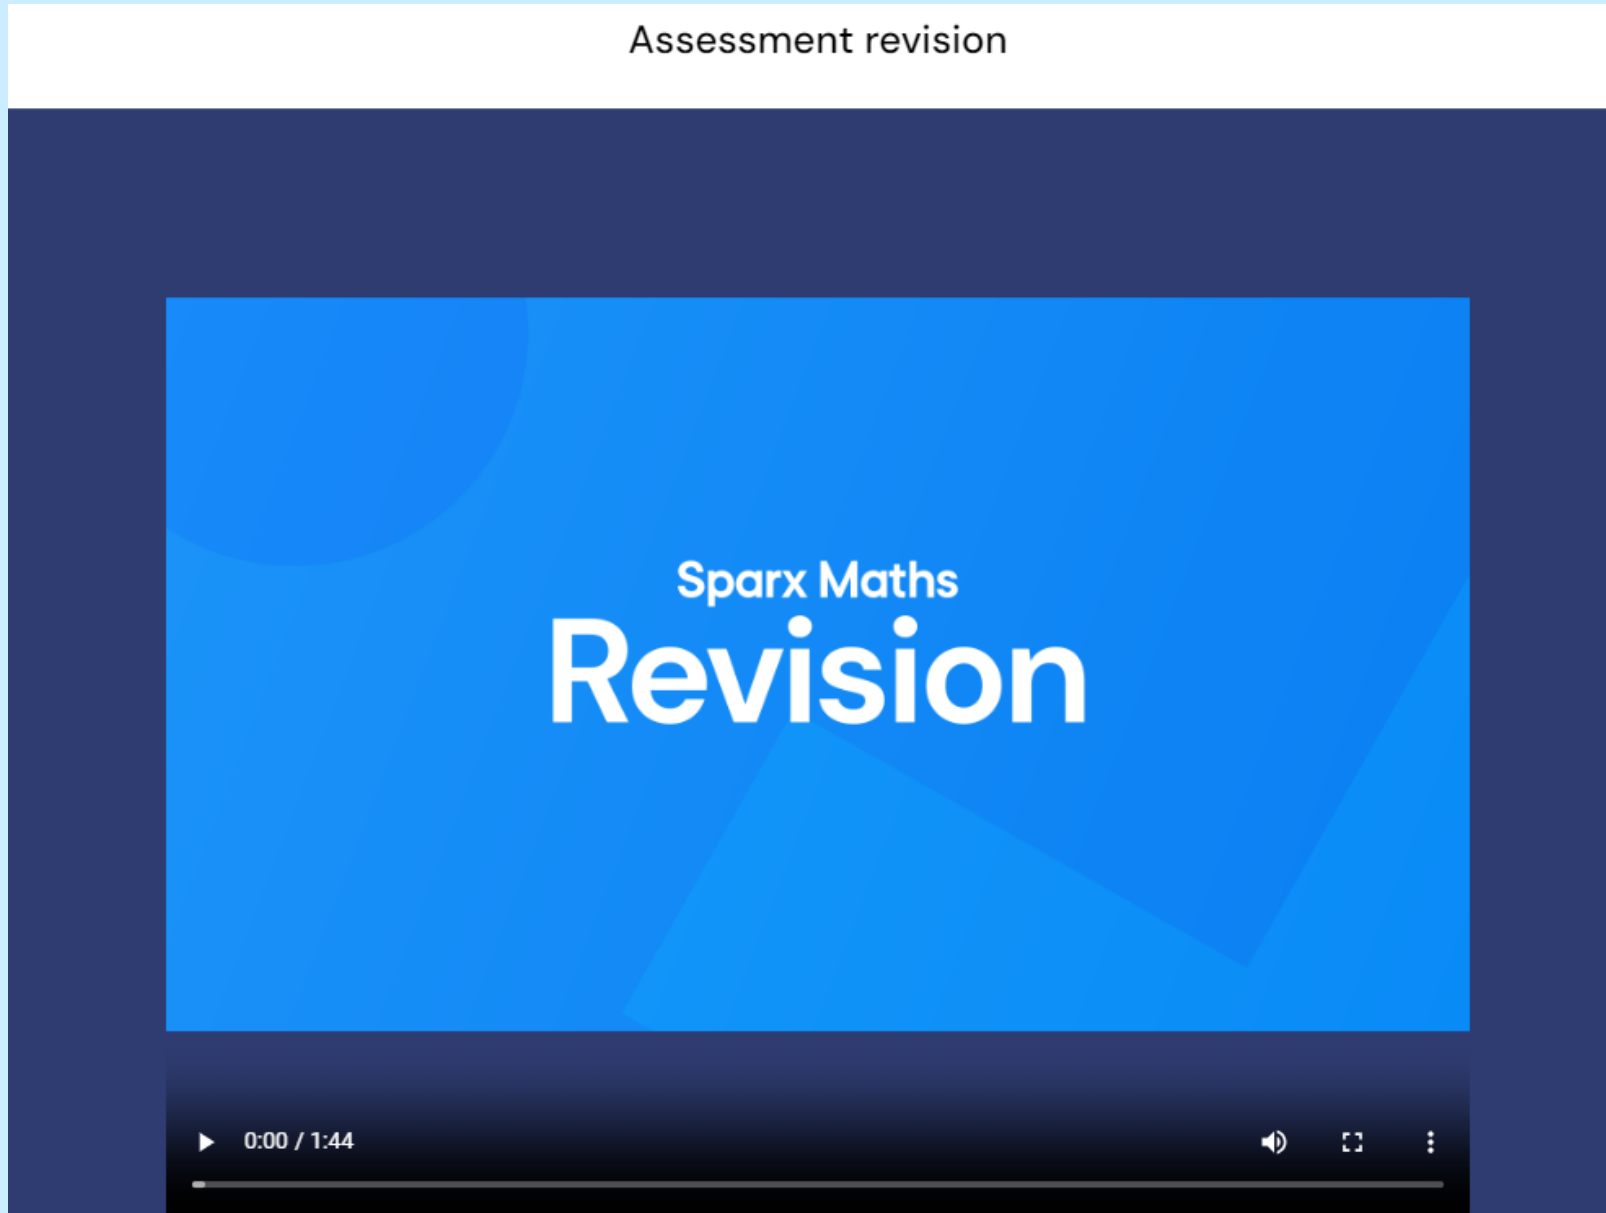 Assessment revision
Sparx Maths
Revision
0:00 / 1:44